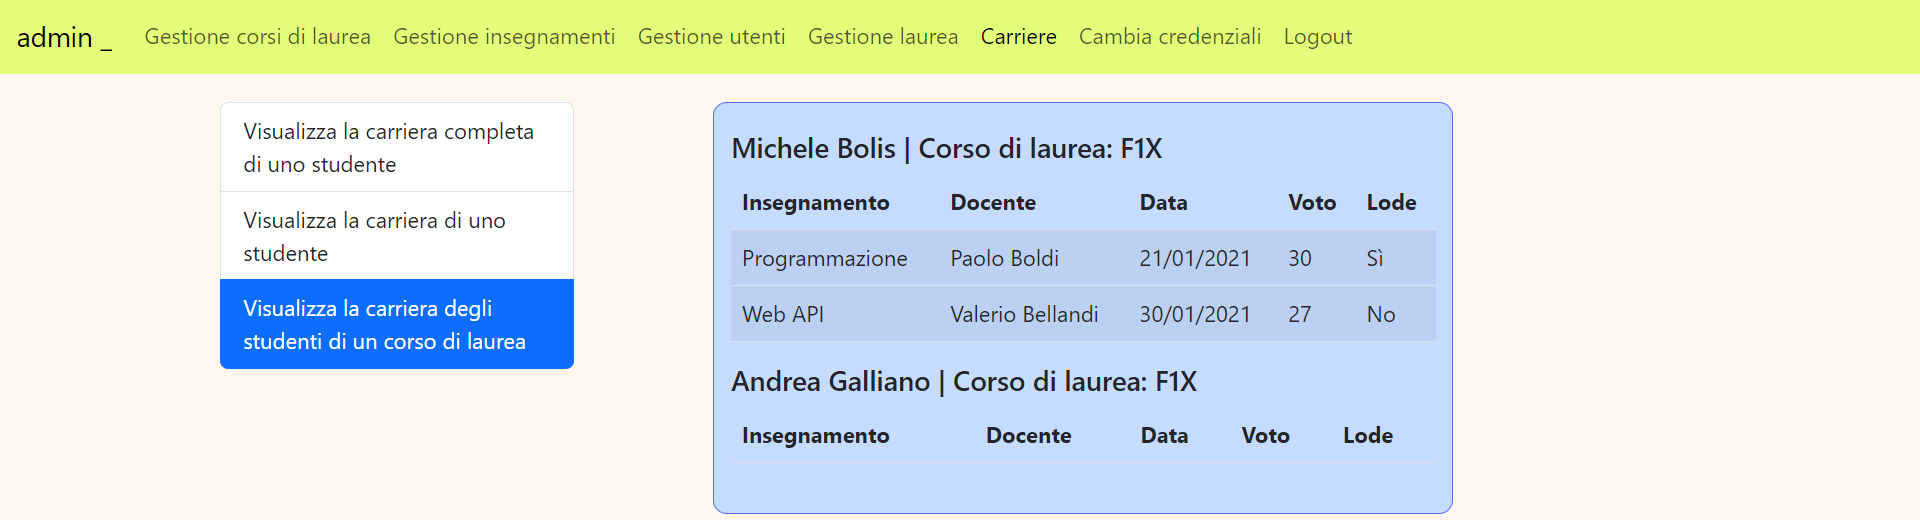 admin _ Gestione corsi di laurea Gestione insegnamenti Gestione utenti Gestione laurea Carriere Cambia credenziali Logout
Visualizza la carriera completa
di uno studente
Visualizza la carriera di uno
studente
Visualizza la carriera degli
studenti di un corso di laurea
Michele Bolis | Corso di laurea: F1X
Insegnamento Docente Data Voto Lode
Programmazione Paolo Boldi 21/01/2021 30 Sì
Web API Valerio Bellandi 30/01/2021 27 No
Andrea Galliano | Corso di laurea: F1X
Insegnamento Docente Data Voto Lode